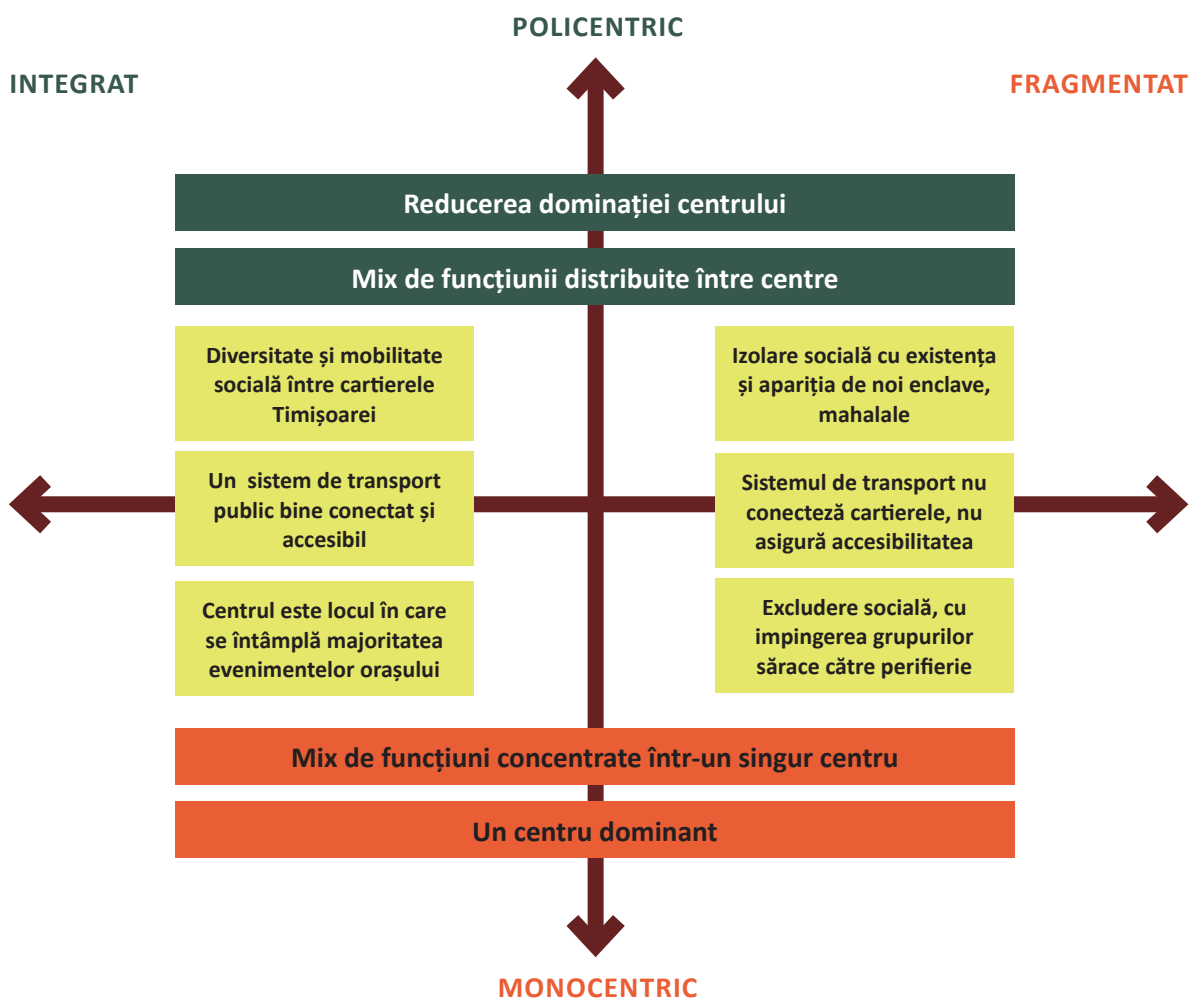 POLICENTRIC
INTEGRAT
FRAGMENTAT
Reducerea dominației centrului
Mix de funcțiunii distribuite între centre
Diversitate și mobilitate
socială între cartierele
Timișoarei
Izolare socială cu existența
și apariția de noi enclave,
mahalale
Un sistem de transport
public bine conectat și
accesibil
Sistemul de transport nu
conecteză cartierele, nu
asigură accesibilitatea
Centrul este locul în care
se întâmplă majoritatea
evenimentelor orașului
Excludere socială, cu
impingerea grupurilor
sărace către perifierie
Mix de funcțiuni concentrate într-un singur centru
Un centru dominant
MONOCENTRIC